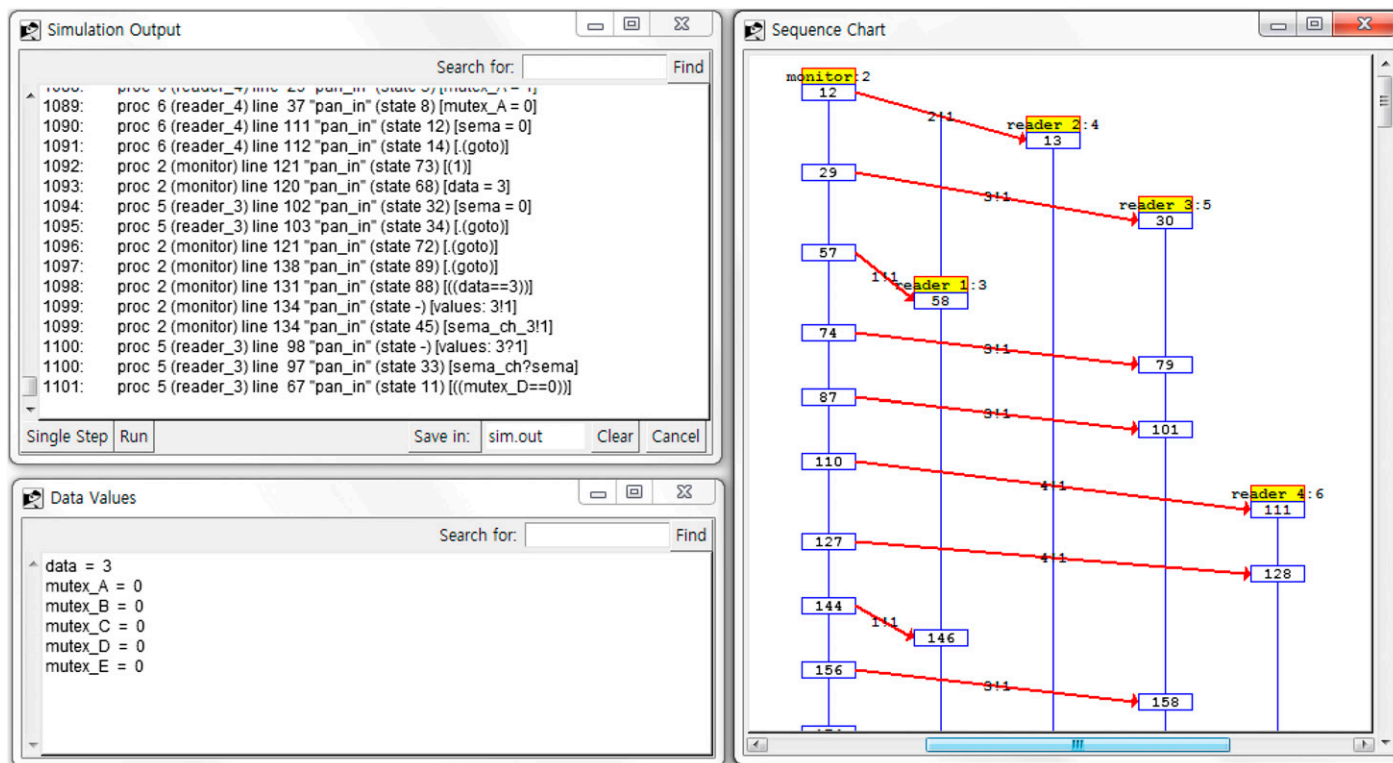 Simulation Output
Search for: Find
1089: proc 6 (reader_4) line 37 "pan_in" (state 8) [mutex_A = 0]
1090: proc 6 (reader_4) line 111 "pan_in" (state 12) [sema = 0]
1091: proc 6 (reader_4) line 112 "pan_in" (state 14) [.(goto)]
1092: proc 2 (monitor) line 121 "pan_in" (state 73) [(1)]
1093: proc 2 (monitor) line 120 "pan_in" (state 68) [data = 3]
1094: proc 5 (reader_3) line 102 "pan_in" (state 32) [sema = 0]
1095: proc 5 (reader_3) line 103 "pan_in" (state 34) [.(goto)]
1096: proc 2 (monitor) line 121 "pan_in" (state 72) [.(goto)]
1097: proc 2 (monitor) line 138 "pan_in" (state 89) [.(goto)]
1098: proc 2 (monitor) line 131 "pan_in" (state 88) [((data==3))]
1099: proc 2 (monitor) line 134 "pan_in" (state -) [values: 3!1]
1099: proc 2 (monitor) line 134 "pan_in" (state 45) [sema_ch_3!1]
1100: proc 5 (reader_3) line 98 "pan_in" (state -) [values: 3?1]
1100: proc 5 (reader_3) line 97 "pan_in" (state 33) [sema_ch?sema]
1101: proc 5 (reader_3) line 67 "pan_in" (state 11) [((mutex_D==0))]
Single Step Run Save in: sim.out Clear Cancel
Data Values
Search for: Find
data = 3
mutex_A = 0
mutex_B = 0
mutex_C = 0
mutex_D = 0
mutex_E = 0
Sequence Chart
monitor:2
12
2!1
reader 2:4
13
29
3!1
reader 3:5
30
57
1!1
reader 1:3
58
74
3!1
79
87
3!1
101
110
4!1
reader 4:6
111
127
4!1
128
144
1!1
146
156
3!1
158